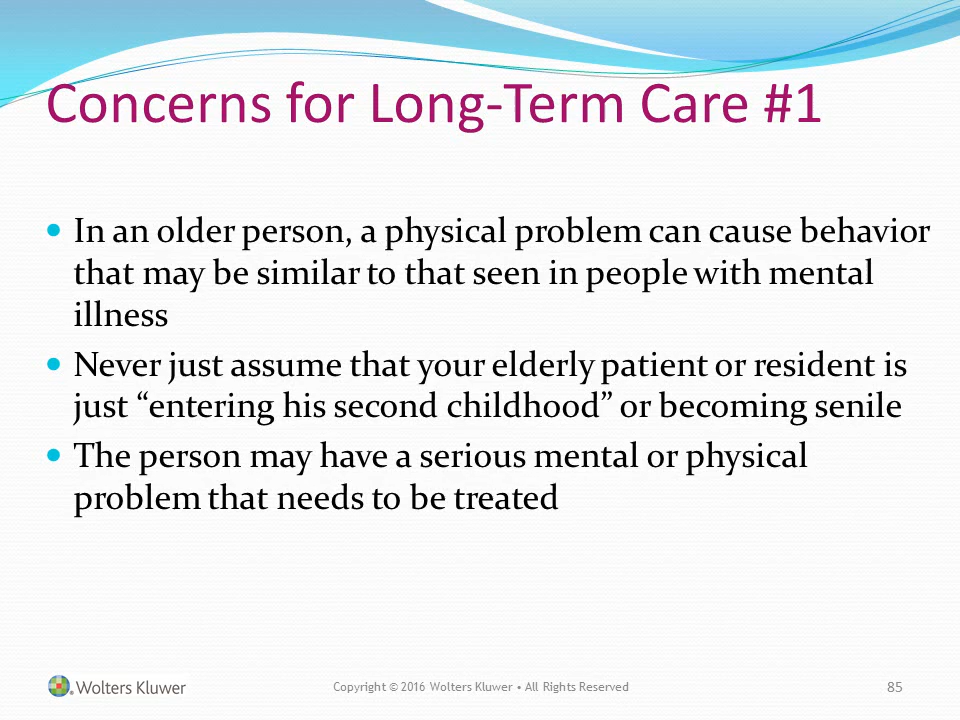 Concerns for Long-Term Care #1
• In an older person, a physical problem can cause behavior
that may be similar to that seen in people with mental
illness
• Never just assume that your elderly patient or resident is
just “entering his second childhood” or becoming senile
• The person may have a serious mental or physical
problem that needs to be treated
Wolters Kluwer
Copyright © 2016 Wolters Kluwer • All Rights Reserved
85